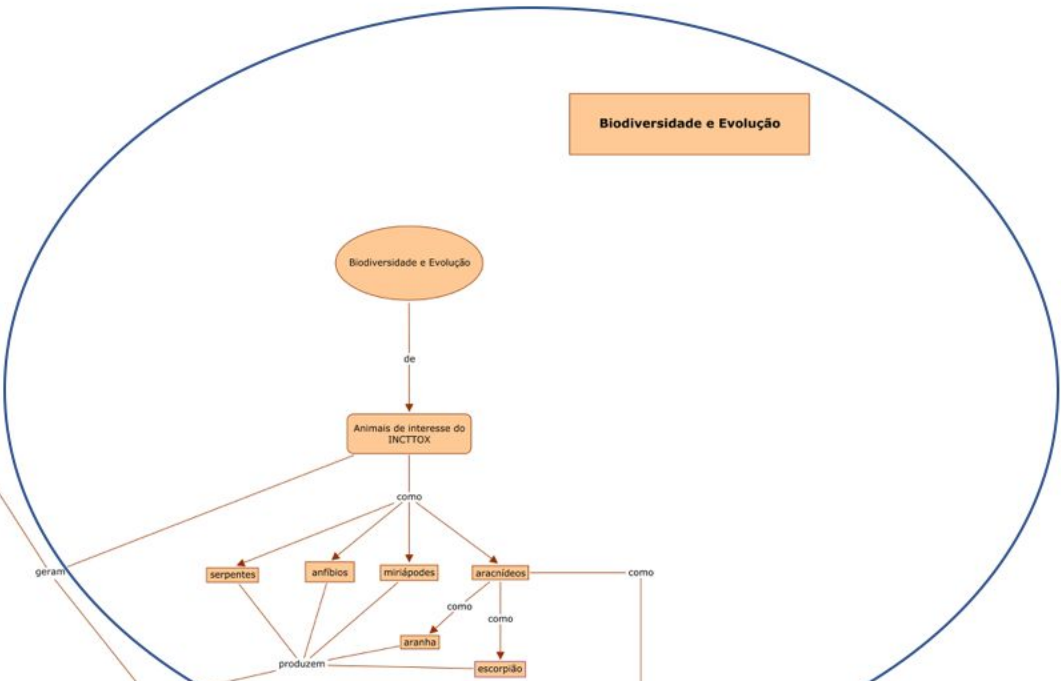 Biodiversidade e Evolução
Biodiversidade e Evolução
de
Animais de interesse do
INCTTOX
como
geram
serpentes
anfíbios
miriápodes
aracnídeos
como
como
como
aranha
produzem
escorpião